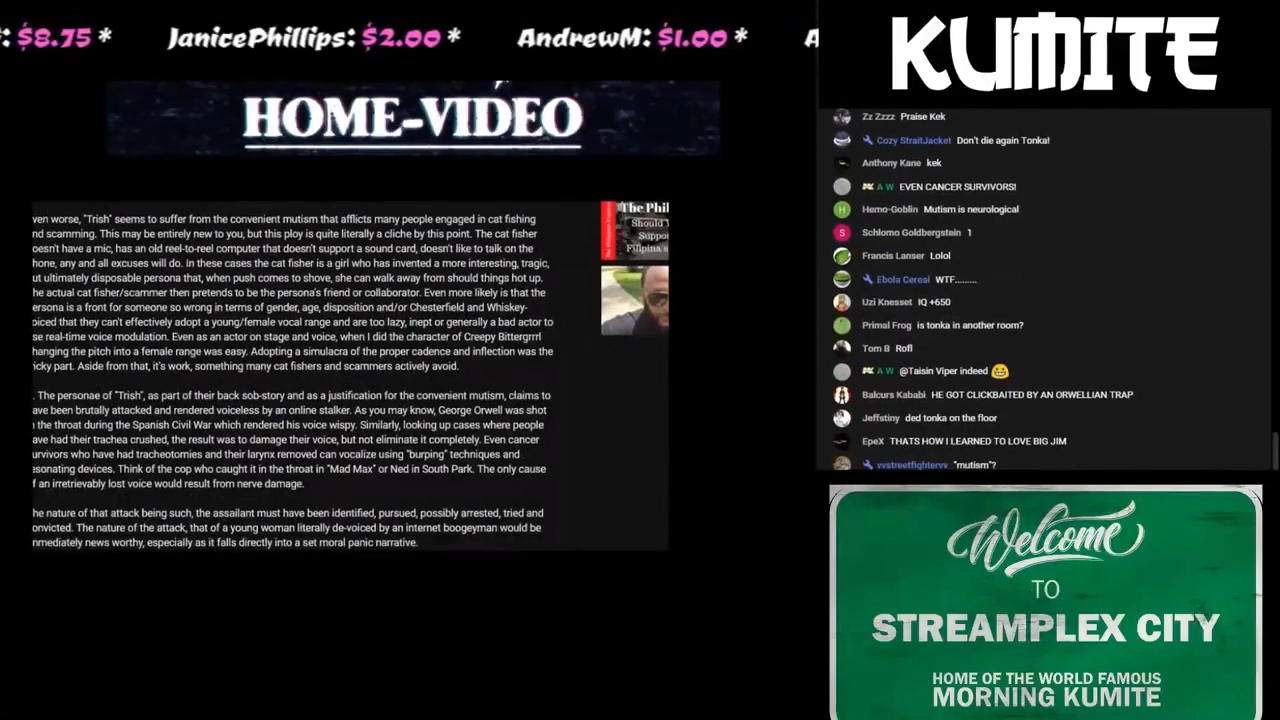 : $8.75 * JanicePhillips: $2.00 * AndrewM: $1.00 * A
KUMITE
HOME-VIDEO
ven worse, "Trish" seems to suffer from the convenient mutism that afflicts many people engaged in cat fishing
nd scamming. This may be entirely new to you, but this ploy is quite literally a cliche by this point. The cat fisher
oesn't have a mic, has an old reel-to-reel computer that doesn't support a sound card, doesn't like to talk on the
hone, any and all excuses will do. In these cases the cat fisher is a girl who has invented a more interesting, tragic,
ut ultimately disposable persona that, when push comes to shove, she can walk away from should things hot up.
he actual cat fisher/scammer then pretends to be the persona's friend or collaborator. Even more likely is that the
ersona is a front for someone so wrong in terms of gender, age, disposition and/or Chesterfield and Whiskey-
oiced that they can't effectively adopt a young/female vocal range and are too lazy, inept or generally a bad actor to
se real-time voice modulation. Even as an actor on stage and voice, when I did the character of Creepy Bittergrrrl
hanging the pitch into a female range was easy. Adopting a simulacra of the proper cadence and inflection was the
ricky part. Aside from that, it's work, something many cat fishers and scammers actively avoid.
. The personae of "Trish", as part of their back sob-story and as a justification for the convenient mutism, claims to
ave been brutally attacked and rendered voiceless by an online stalker. As you may know, George Orwell was shot
n the throat during the Spanish Civil War which rendered his voice wispy. Similarly, looking up cases where people
ave had their trachea crushed, the result was to damage their voice, but not eliminate it completely. Even cancer
urvivors who have had tracheotomies and their larynx removed can vocalize using "burping" techniques and
esonating devices. Think of the cop who caught it in the throat in "Mad Max" or Ned in South Park. The only cause
f an irretrievably lost voice would result from nerve damage.
he nature of that attack being such, the assailant must have been identified, pursued, possibly arrested, tried and
onvicted. The nature of the attack, that of a young woman literally de-voiced by an internet boogeyman would be
nmediately news worthy, especially as it falls directly into a set moral panic narrative.
The Phil
Should
Suppo
Filipina
Zz Zzzz Praise Kek
Cozy StraitJacket Don't die again Tonka!
Anthony Kane kek
A W EVEN CANCER SURVIVORS!
Hemo-Goblin Mutism is neurological
Schlomo Goldbergstein 1
Francis Lanser Lolol
Ebola Cereal WTF.........
Uzi Knesset IQ +650
Primal Frog is tonka in another room?
Tom B Rofl
A W @Taisin Viper indeed 😁
Balcurs Kababi HE GOT CLICKBAITED BY AN ORWELLIAN TRAP
Jeffstiny ded tonka on the floor
EpeX THATS HOW I LEARNED TO LOVE BIG JIM
vvstreetfightervv "mutism"?
Welcome
TO
STREAMPLEX CITY
HOME OF THE WORLD FAMOUS
MORNING KUMITE